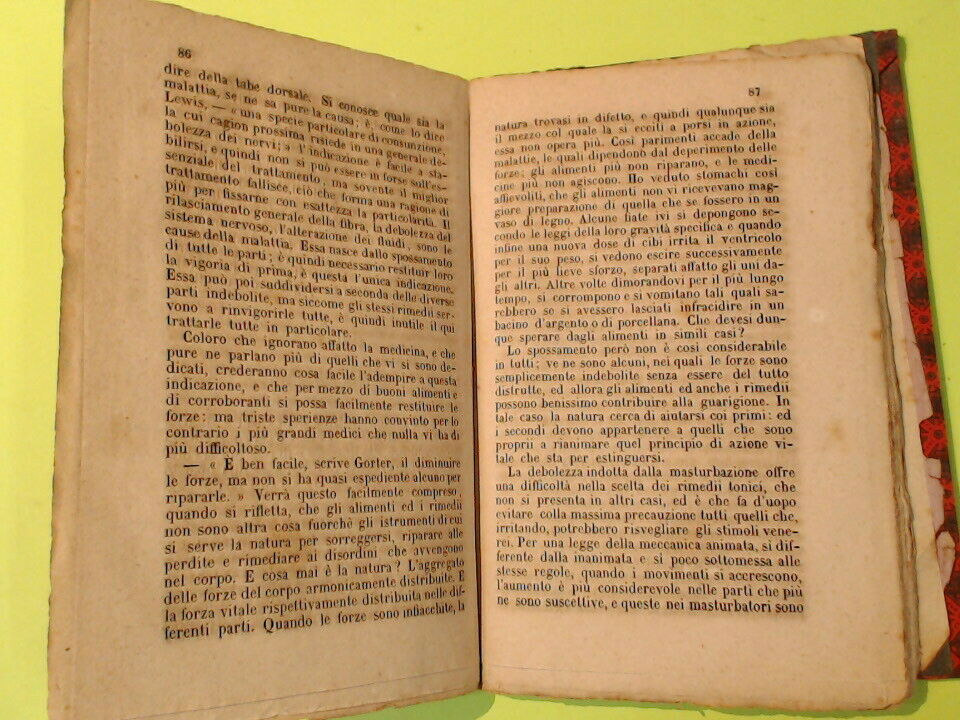 86
dire della tabe dorsale. Si conosce quale sia la
malattia, se ne sa pure la causa; è, come lo dire
Lewis, — « una specie particolare di consunzione,
la cui cagion prossima risiede in una generale de-
bolezza dei nervi; » l'indicazione è facile a sta-
bilirsi, e quindi non si può essere in forse sull'es-
senziale del trattamento, ma sovente il miglior
trattamento fallisce, ciò che forma una ragione di
più per fissarne con esattezza la particolarità. Il
rilasciamento generale della fibra, la debolezza del
sistema nervoso, l'alterazione dei fluidi, sono le
cause della malattia. Essa nasce dallo spossamento
di tutte le parti; è quindi necessario restituir loro
la vigoria di prima, è questa l'unica indicazione.
Essa può poi suddividersi a seconda delle diverse
parti indebolite, ma siccome gli stessi rimedii ser-
vono a rinvigorirle tutte, è quindi inutile il qui
trattarle tutte in particolare.
Coloro che ignorano affatto la medicina, e che
pure ne parlano più di quelli che vi si sono de-
dicati, crederanno cosa facile l'adempire a questa
indicazione, e che per mezzo di buoni alimenti e
di corroboranti si possa facilmente restituire le
forze: ma triste sperienze hanno convinto per lo
contrario i più grandi medici che nulla vi ha di
più difficoltoso.
— « È ben facile, scrive Gorter, il diminuire
le forze, ma non si ha quasi espediente alcuno per
ripararle. » Verrà questo facilmente compreso,
quando si rifletta, che gli alimenti ed i rimedii
non sono altra cosa fuorchè gli istrumenti di cui
si serve la natura per sorreggersi, riparare alle
perdite e rimediare ai disordini che avvengono
nel corpo. E cosa mai è la natura? L'aggregato
delle forze del corpo armonicamente distribuite. È
la forza vitale rispettivamente distribuita nelle dif-
ferenti parti. Quando le forze sono infiacchite, la
87
natura trovasi in difetto, e quindi qualunque sia
il mezzo col quale la si ecciti a porsi in azione,
essa non opera più. Così parimenti accade della
malattie, le quali dipendono dal deperimento delle
forze; gli alimenti più non riparano, e le medi-
cine più non agiscono. Ho veduto stomachi così
affievoliti, che gli alimenti non vi ricevevano mag-
giore preparazione di quella che se fossero in un
vaso di legno. Alcune fiate ivi si depongono se-
condo le leggi della loro gravità specifica e quando
infine una nuova dose di cibi irrita il ventricolo
per il suo peso, si vedono escire successivamente
per il più lieve sforzo, separati affatto gli uni da-
gli altri. Altre volte dimorandovi per il più lungo
tempo, si corrompono e si vomitano tali quali sa-
rebbero se si avessero lasciati infracidire in un
bacino d'argento o di porcellana. Che devesi dun-
que sperare dagli alimenti in simili casi?
Lo spossamento però non è così considerabile
in tutti; ve ne sono alcuni, nei quali le forze sono
semplicemente indebolite senza essere del tutto
distrutte, ed allora gli alimenti ed anche i rimedii
possono benissimo contribuire alla guarigione. In
tale caso la natura cerca di aiutarsi coi primi: ed
i secondi devono appartenere a quelli che sono
proprii a rianimare quel principio di azione vi-
tale che sta per estinguersi.
La debolezza indotta dalla masturbazione offre
una difficoltà nella scelta dei rimedii tonici, che
non si presenta in altri casi, ed è che fa d'uopo
evitare colla massima precauzione tutti quelli che,
irritando, potrebbero risvegliare gli stimoli vene-
rei. Per una legge della meccanica animata, si dif-
ferente dalla inanimata e si poco sottomessa alle
stesse regole, quando i movimenti si accrescono,
l'aumento è più considerevole nelle parti che più
ne sono suscettive, e queste nei masturbatori sono